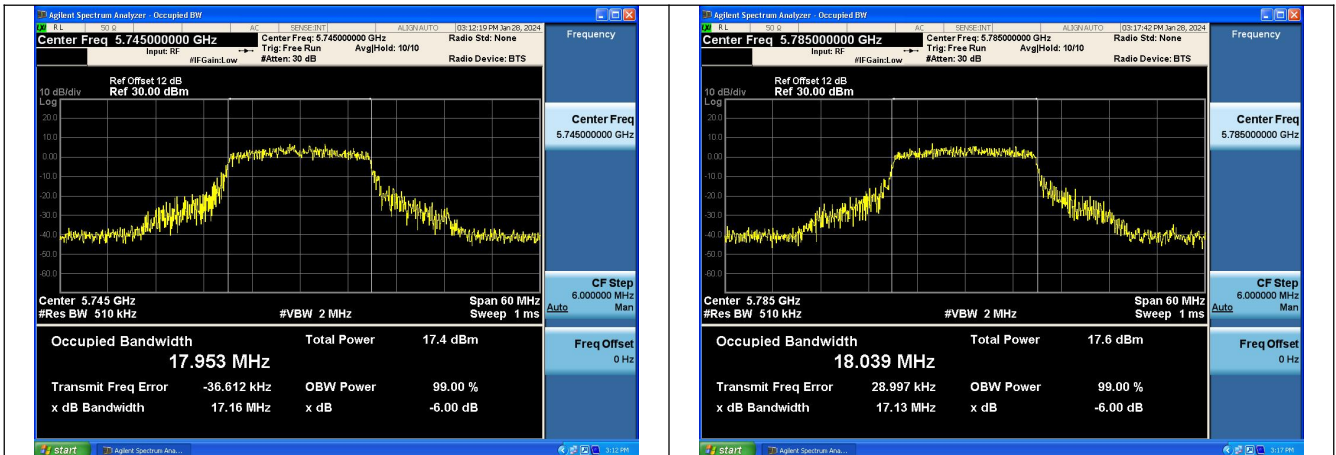 Agilent Spectrum Analyzer - Occupied BW
RL 50 Ω AC SENSE:INT ALIGN AUTO 03:12:19 PM Jan 28, 2024
Center Freq 5.745000000 GHz
Center Freq: 5.745000000 GHz
Radio Std: None
Input: RF
Trig: Free Run Avg|Hold: 10/10
#IFGain:Low
#Atten: 30 dB
Radio Device: BTS
Frequency
Ref Offset 12 dB
10 dB/div Ref 30.00 dBm
Log
20.0
10.0
0.00
-10.0
-20.0
-30.0
-40.0
-50.0
-60.0
Center Freq
5.745000000 GHz
Center 5.745 GHz
Span 60 MHz
#Res BW 510 kHz
#VBW 2 MHz
Sweep 1 ms
CF Step
6.000000 MHz
Auto Man
Occupied Bandwidth
Total Power 17.4 dBm
17.953 MHz
Transmit Freq Error -36.612 kHz OBW Power 99.00 %
x dB Bandwidth 17.16 MHz x dB -6.00 dB
Freq Offset
0 Hz
start
Agilent Spectrum Ana...
3:12 PM
Agilent Spectrum Analyzer - Occupied BW
RL 50 Ω AC SENSE:INT ALIGN AUTO 03:17:42 PM Jan 28, 2024
Center Freq 5.785000000 GHz
Center Freq: 5.785000000 GHz
Radio Std: None
Input: RF
Trig: Free Run Avg|Hold: 10/10
#IFGain:Low
#Atten: 30 dB
Radio Device: BTS
Frequency
Ref Offset 12 dB
10 dB/div Ref 30.00 dBm
Log
20.0
10.0
0.00
-10.0
-20.0
-30.0
-40.0
-50.0
-60.0
Center Freq
5.785000000 GHz
Center 5.785 GHz
Span 60 MHz
#Res BW 510 kHz
#VBW 2 MHz
Sweep 1 ms
CF Step
6.000000 MHz
Auto Man
Occupied Bandwidth
Total Power 17.6 dBm
18.039 MHz
Transmit Freq Error 28.997 kHz OBW Power 99.00 %
x dB Bandwidth 17.13 MHz x dB -6.00 dB
Freq Offset
0 Hz
start
Agilent Spectrum Ana...
3:17 PM